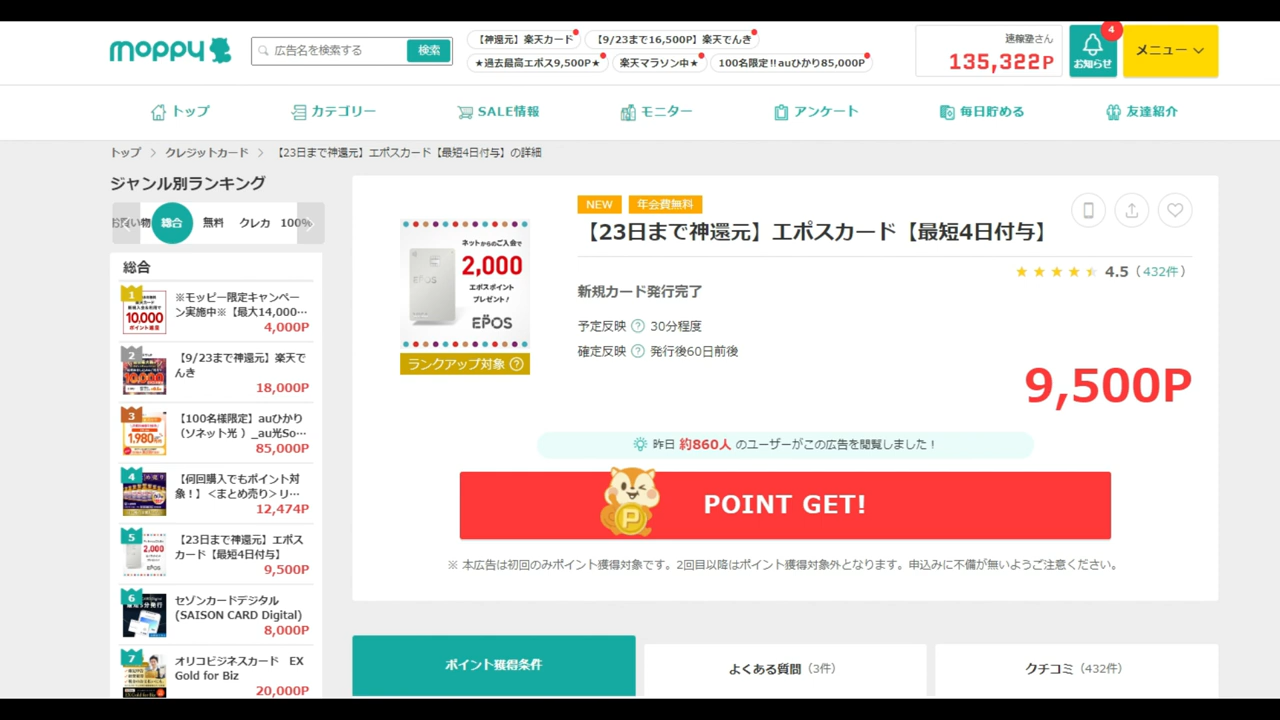 moppy
広告名を検索する
検索
【神還元】楽天カード
【9/23まで16,500P】楽天でんき
★過去最高エポス9,500P★
楽天マラソン中★
100名限定!!auひかり85,000P
速稼塾さん
135,322P
4
お知らせ
メニュー
トップ
カテゴリー
SALE情報
モニター
アンケート
毎日貯める
友達紹介
トップ
クレジットカード
【23日まで神還元】エポスカード【最短4日付与】の詳細
ジャンル別ランキング
お買い物
総合
無料
クレカ
100%
総合
1
10,000
※モッピー限定キャンペー
ン実施中※【最大14,000…
4,000P
2
【9/23まで神還元】楽天で
んき
18,000P
3
1,980
【100名様限定】auひかり
(ソネット光 ) _au光So…
85,000P
4
【何回購入でもポイント対
象！】<まとめ売り>リ…
12,474P
5
2,000
【23日まで神還元】エポス
カード【最短4日付与】
9,500P
6
セゾンカードデジタル
(SAISON CARD Digital)
8,000P
7
オリコビジネスカード EX
Gold for Biz
20,000P
ネットからのご入会で
2,000
エポスポイント
プレゼント!
EPOS
EPOS
ランクアップ対象 ?
NEW
年会費無料
【23日まで神還元】エポスカード【最短4日付与】
4.5 (432件)
新規カード発行完了
予定反映 ? 30分程度
確定反映 ? 発行後60日前後
9,500P
昨日 約860人 のユーザーがこの広告を閲覧しました！
P
POINT GET!
※ 本広告は初回のみポイント獲得対象です。2回目以降はポイント獲得対象外となります。申込みに不備が無いようご注意ください。
ポイント獲得条件
よくある質問 (3件)
クチコミ (432件)